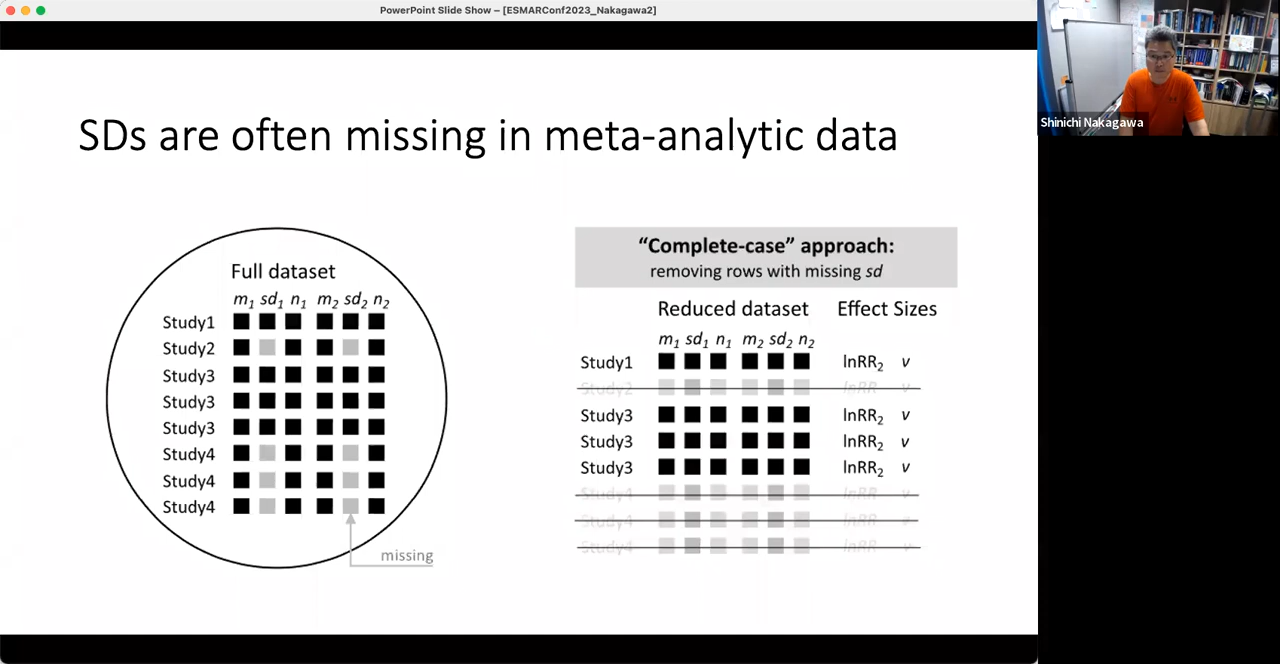 PowerPoint Slide Show – [ESMARConf2023_Nakagawa2]
SDs are often missing in meta-analytic data
Full dataset
m1 sd1 n1 m2 sd2 n2
Study1
Study2
Study3
Study3
Study3
Study4
Study4
Study4
missing
“Complete-case” approach:
removing rows with missing sd
Reduced dataset Effect Sizes
m1 sd1 n1 m2 sd2 n2
Study1 lnRR2 v
Study2 lnRR v
Study3 lnRR2 v
Study3 lnRR2 v
Study3 lnRR2 v
Study4 lnRR v
Study4 lnRR v
Study4 lnRR v
Shinichi Nakagawa